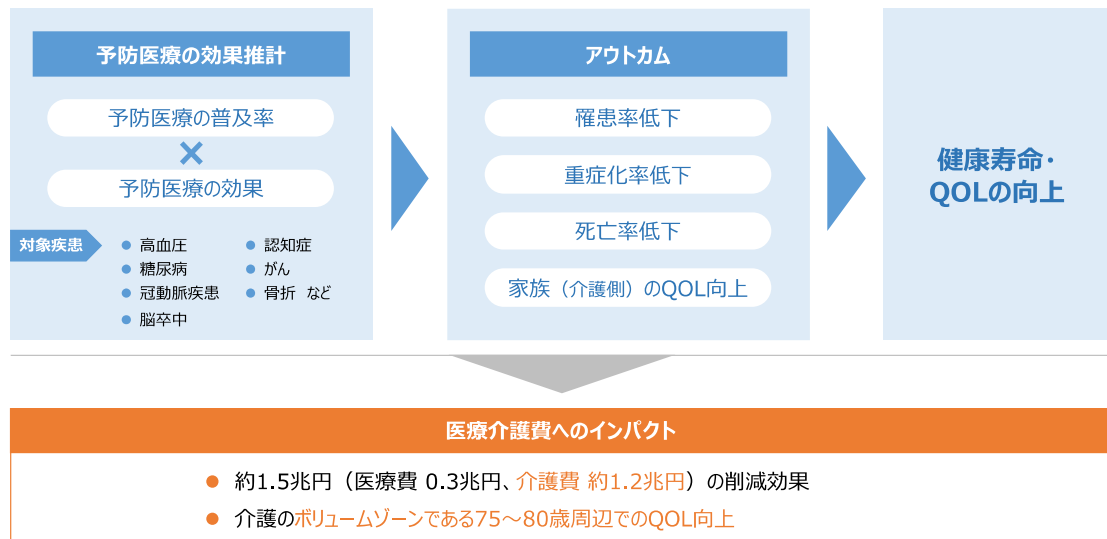 予防医療の効果推計
予防医療の普及率
×
予防医療の効果
対象疾患
● 高血圧
● 糖尿病
● 冠動脈疾患
● 脳卒中
● 認知症
● がん
● 骨折 など
アウトカム
罹患率低下
重症化率低下
死亡率低下
家族（介護側）のQOL向上
健康寿命・
QOLの向上
医療介護費へのインパクト
● 約1.5兆円（医療費 0.3兆円、介護費 約1.2兆円）の削減効果
● 介護のボリュームゾーンである75～80歳周辺でのQOL向上